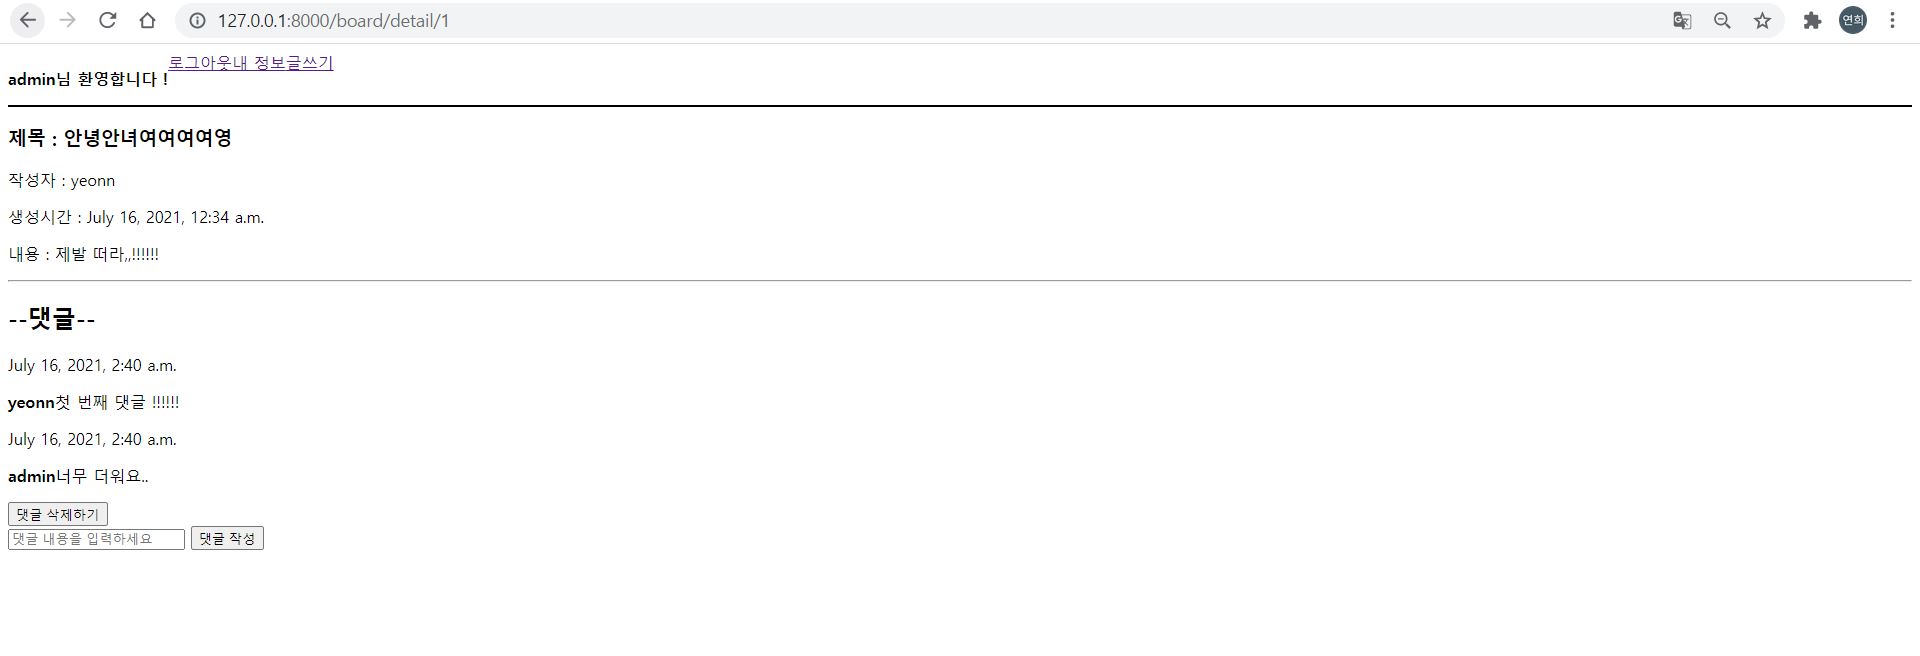 127.0.0.1:8000/board/detail/1
연희
로그아웃내 정보글쓰기
admin님 환영합니다 !
제목 : 안녕안녀여여여여영
작성자 : yeonn
생성시간 : July 16, 2021, 12:34 a.m.
내용 : 제발 떠라,,!!!!!!
--댓글--
July 16, 2021, 2:40 a.m.
yeonn첫 번째 댓글 !!!!!!
July 16, 2021, 2:40 a.m.
admin너무 더워요..
댓글 삭제하기
댓글 내용을 입력하세요 댓글 작성